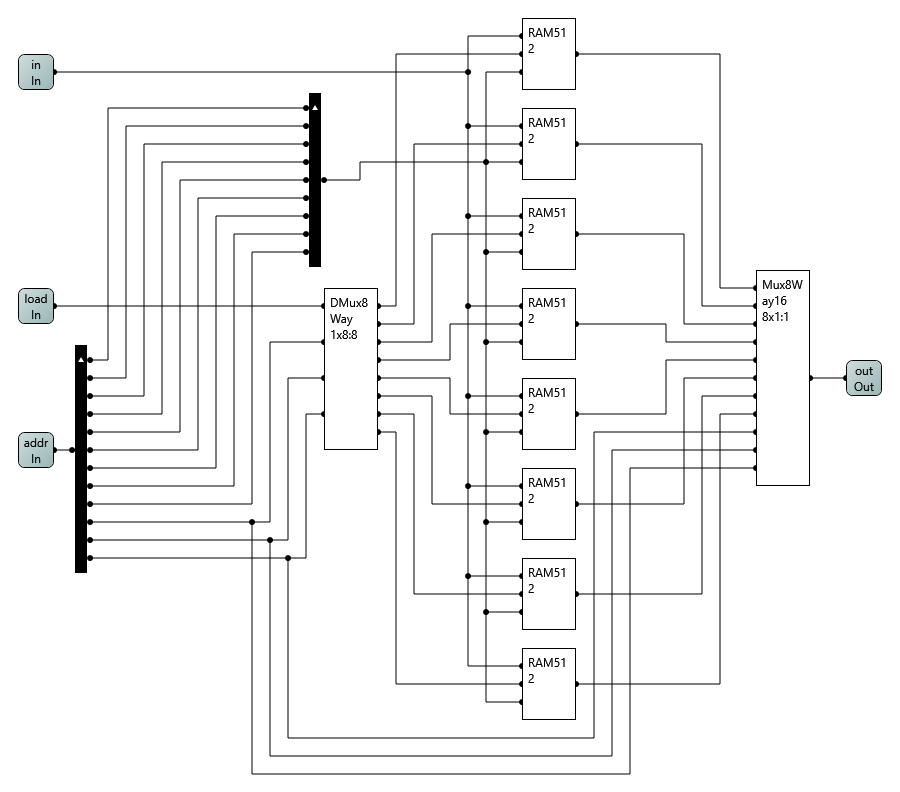 in
In
load
In
addr
In
DMux8
Way
1x8:8
RAM51
2
RAM51
2
RAM51
2
RAM51
2
RAM51
2
RAM51
2
RAM51
2
RAM51
2
Mux8W
ay16
8x1:1
out
Out